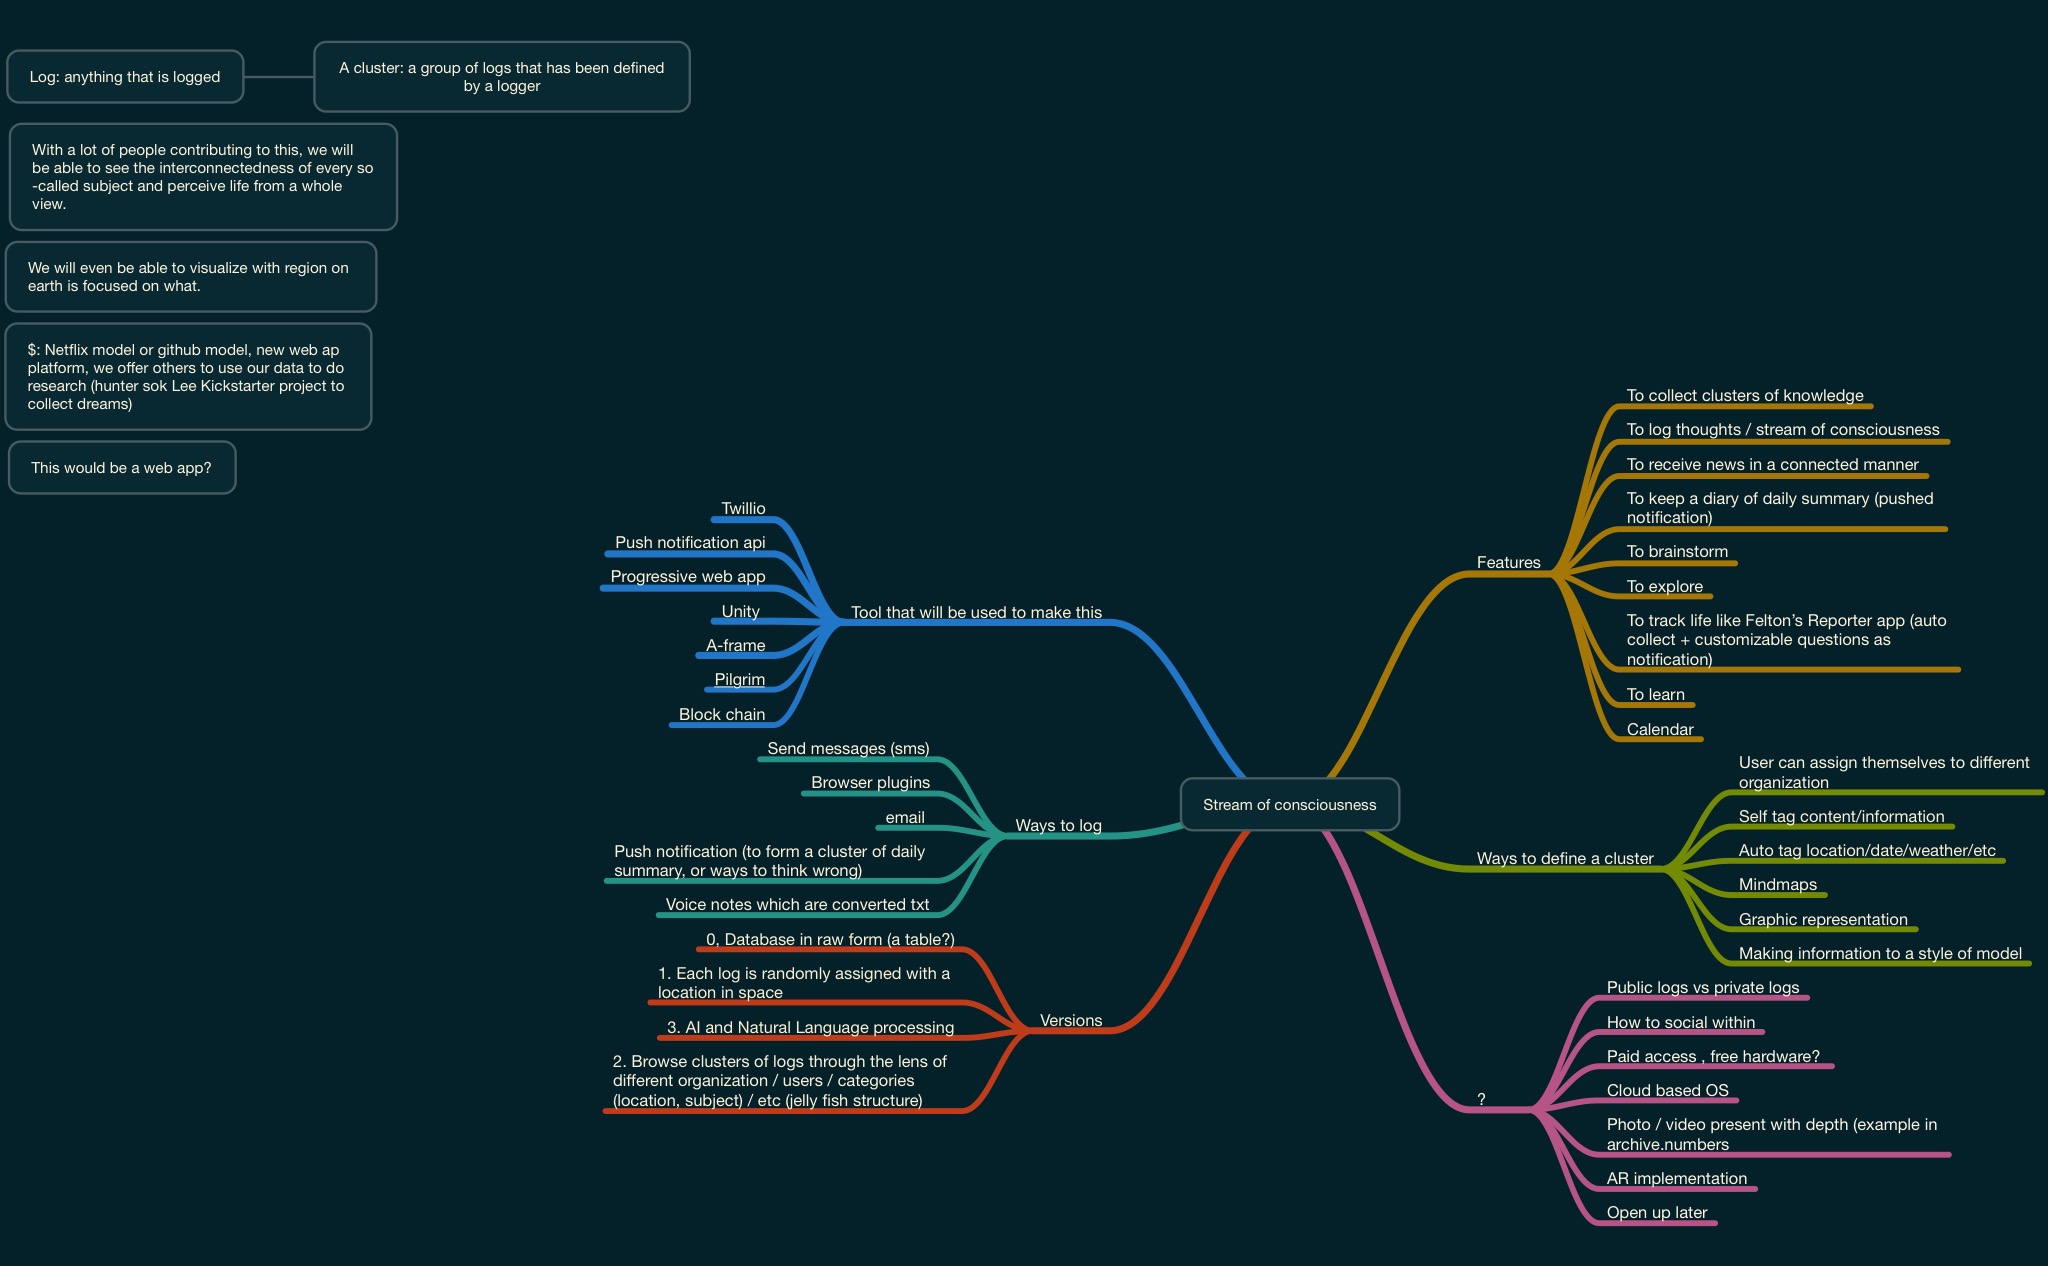 Log: anything that is logged
A cluster: a group of logs that has been defined
by a logger
With a lot of people contributing to this, we will
be able to see the interconnectedness of every so
-called subject and perceive life from a whole
view.
We will even be able to visualize with region on
earth is focused on what.
$: Netflix model or github model, new web ap
platform, we offer others to use our data to do
research (hunter sok Lee Kickstarter project to
collect dreams)
This would be a web app?
Twillio
Push notification api
Progressive web app
Unity
A-frame
Pilgrim
Block chain
Tool that will be used to make this
Send messages (sms)
Browser plugins
email
Push notification (to form a cluster of daily
summary, or ways to think wrong)
Voice notes which are converted txt
Ways to log
0, Database in raw form (a table?)
1. Each log is randomly assigned with a
location in space
3. AI and Natural Language processing
2. Browse clusters of logs through the lens of
different organization / users / categories
(location, subject) / etc (jelly fish structure)
Versions
Stream of consciousness
Features
To collect clusters of knowledge
To log thoughts / stream of consciousness
To receive news in a connected manner
To keep a diary of daily summary (pushed
notification)
To brainstorm
To explore
To track life like Felton’s Reporter app (auto
collect + customizable questions as
notification)
To learn
Calendar
Ways to define a cluster
User can assign themselves to different
organization
Self tag content/information
Auto tag location/date/weather/etc
Mindmaps
Graphic representation
Making information to a style of model
?
Public logs vs private logs
How to social within
Paid access , free hardware?
Cloud based OS
Photo / video present with depth (example in
archive.numbers
AR implementation
Open up later